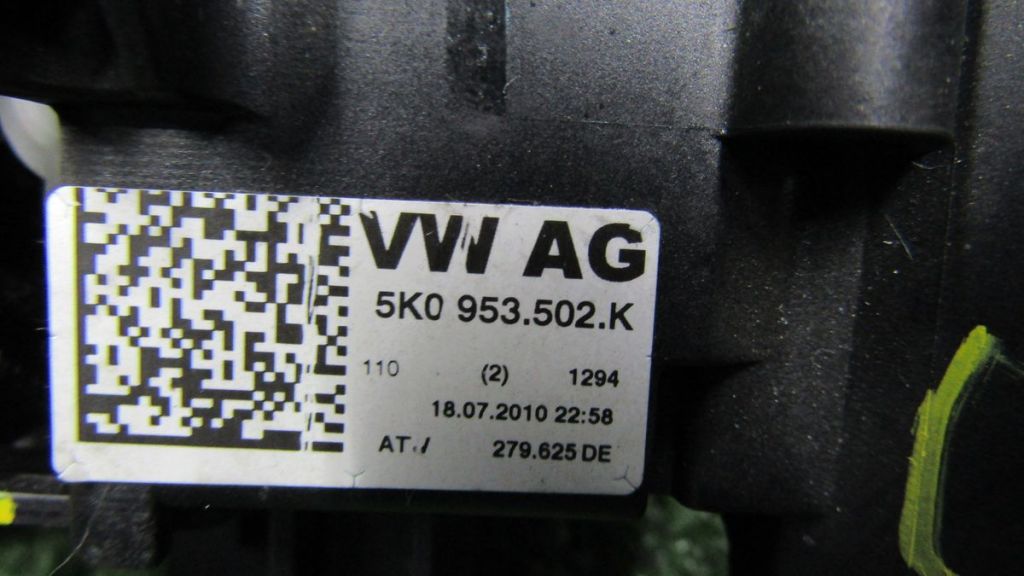 VW AG
5K0 953.502.K
110 (2) 1294
18.07.2010 22:58
279.625 DE